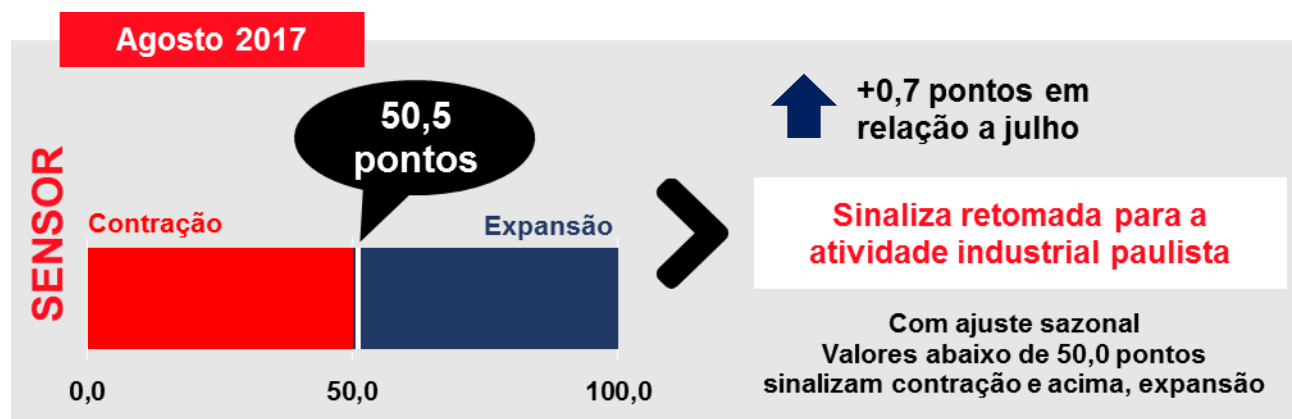 Agosto 2017
SENSOR
50,5
pontos
Contração
Expansão
0,0
50,0
100,0
+0,7 pontos em
relação a julho
Sinaliza retomada para a
atividade industrial paulista
Com ajuste sazonal
Valores abaixo de 50,0 pontos
sinalizam contração e acima, expansão